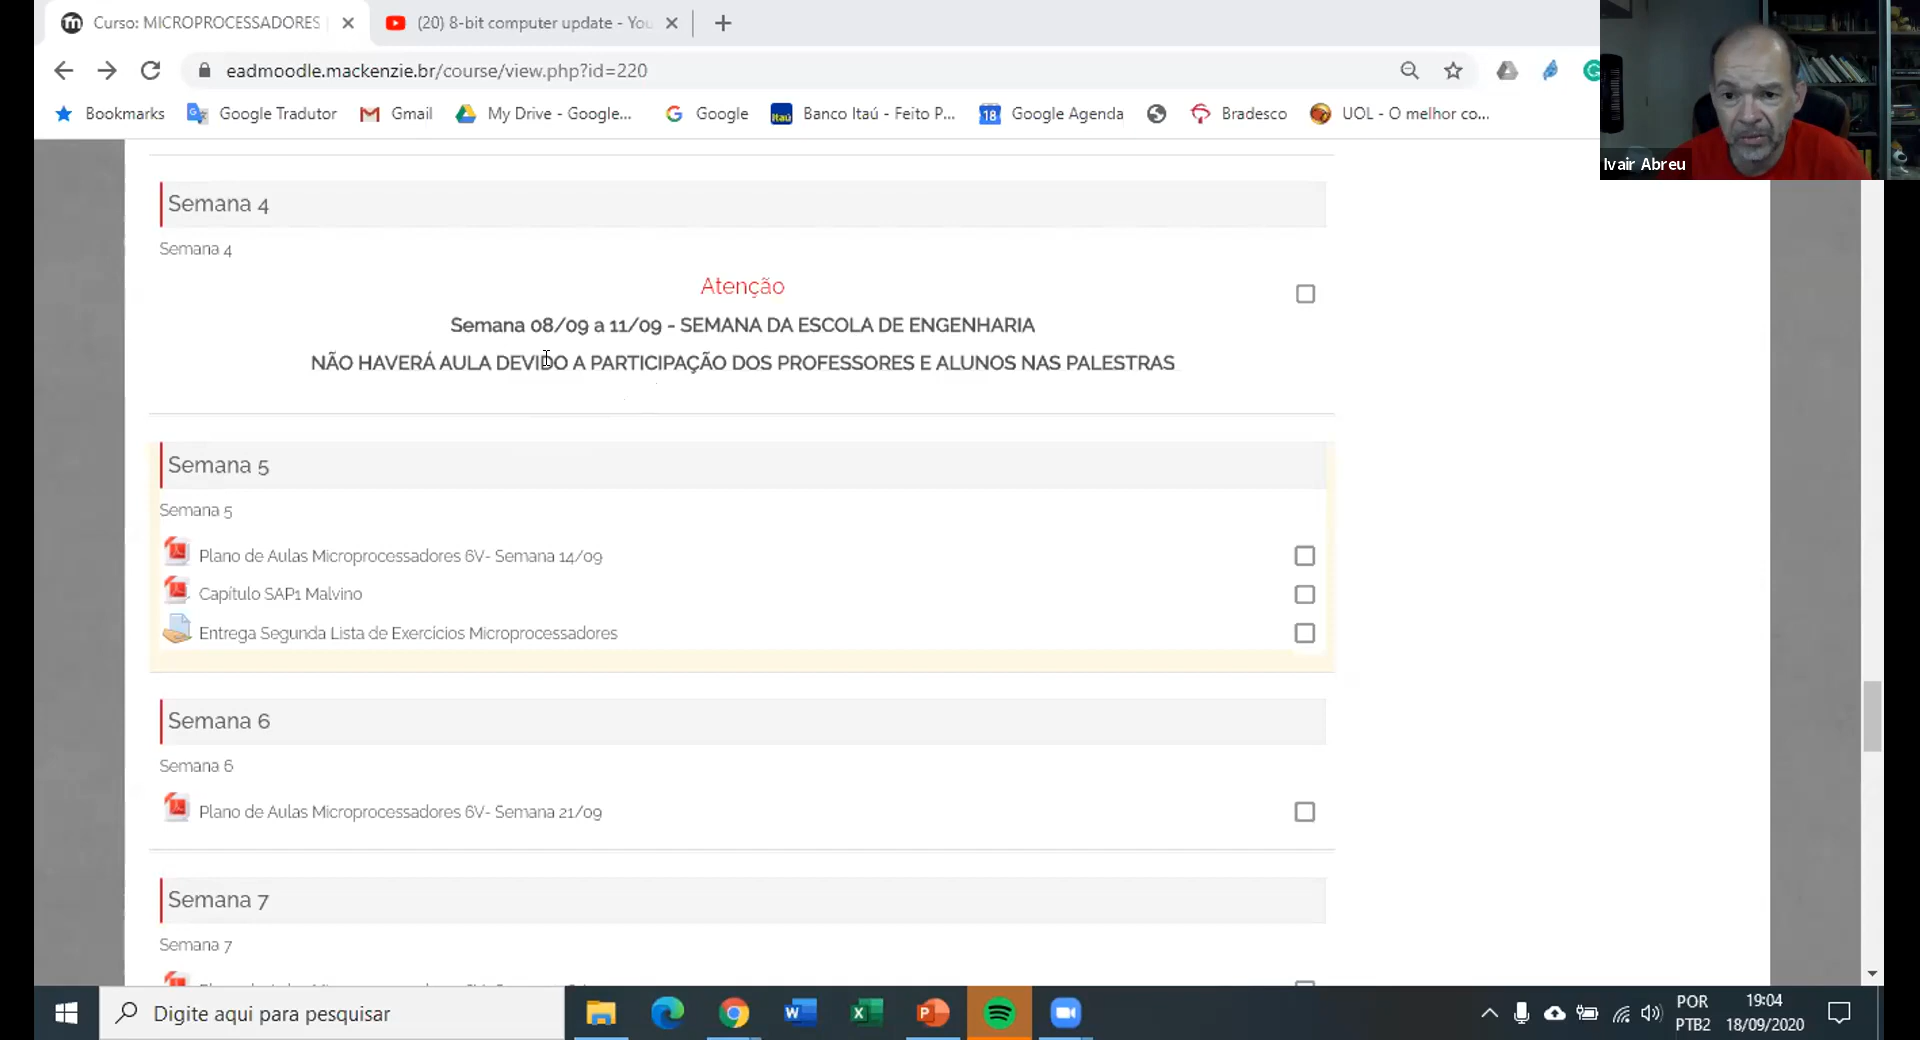 Curso: MICROPROCESSADORES
(20) 8-bit computer update - You
eadmoodle.mackenzie.br/course/view.php?id=220
Bookmarks
Google Tradutor
Gmail
My Drive - Google...
Google
Itaú
Banco Itaú - Feito P...
18
Google Agenda
Bradesco
UOL - O melhor co...
Ivair Abreu
Semana 4
Semana 4
Atenção
Semana 08/09 a 11/09 - SEMANA DA ESCOLA DE ENGENHARIA
NÃO HAVERÁ AULA DEVIDO A PARTICIPAÇÃO DOS PROFESSORES E ALUNOS NAS PALESTRAS
Semana 5
Semana 5
Plano de Aulas Microprocessadores 6V- Semana 14/09
Capítulo SAP1 Malvino
Entrega Segunda Lista de Exercícios Microprocessadores
Semana 6
Semana 6
Plano de Aulas Microprocessadores 6V- Semana 21/09
Semana 7
Semana 7
Digite aqui para pesquisar
POR
PTB2
19:04
18/09/2020